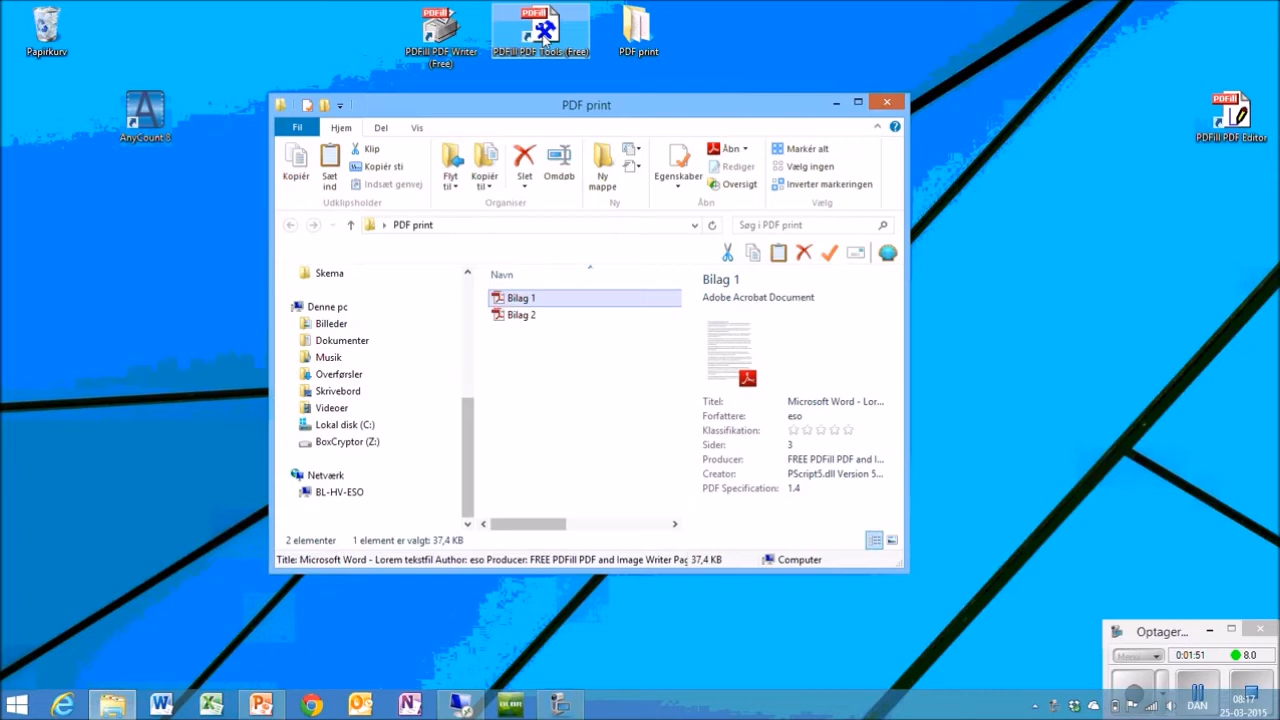 Papirkurv
PDFill PDF Writer
(Free)
PDFill PDF Tools (Free)
PDF print
AnyCount 8
PDFill PDF Editor
PDF print
Fil
Hjem
Del
Vis
Kopiér
Sæt
ind
Klip
Kopiér sti
Indsæt genvej
Udklipsholder
Flyt
til
Kopiér
til
Slet
Omdøb
Organiser
Ny
mappe
Ny
Egenskaber
Åbn
Rediger
Oversigt
Åbn
Markér alt
Vælg ingen
Inverter markeringen
Vælg
PDF print
Søg i PDF print
Skema
Denne pc
Billeder
Dokumenter
Musik
Overførsler
Skrivebord
Videoer
Lokal disk (C:)
BoxCryptor (Z:)
Netværk
BL-HV-ESO
Navn
Bilag 1
Bilag 2
Bilag 1
Adobe Acrobat Document
Titel: Microsoft Word - Lor...
Forfattere: eso
Klassifikation:
Sider: 3
Producer: FREE PDFill PDF and I...
Creator: PScript5.dll Version 5...
PDF Specification: 1.4
2 elementer 1 element er valgt: 37,4 KB
Title: Microsoft Word - Lorem tekstfil Author: eso Producer: FREE PDFill PDF and Image Writer Pag 37,4 KB Computer
Optager...
Menu
0:01:51
8.0
DAN
08:17
25-03-2015